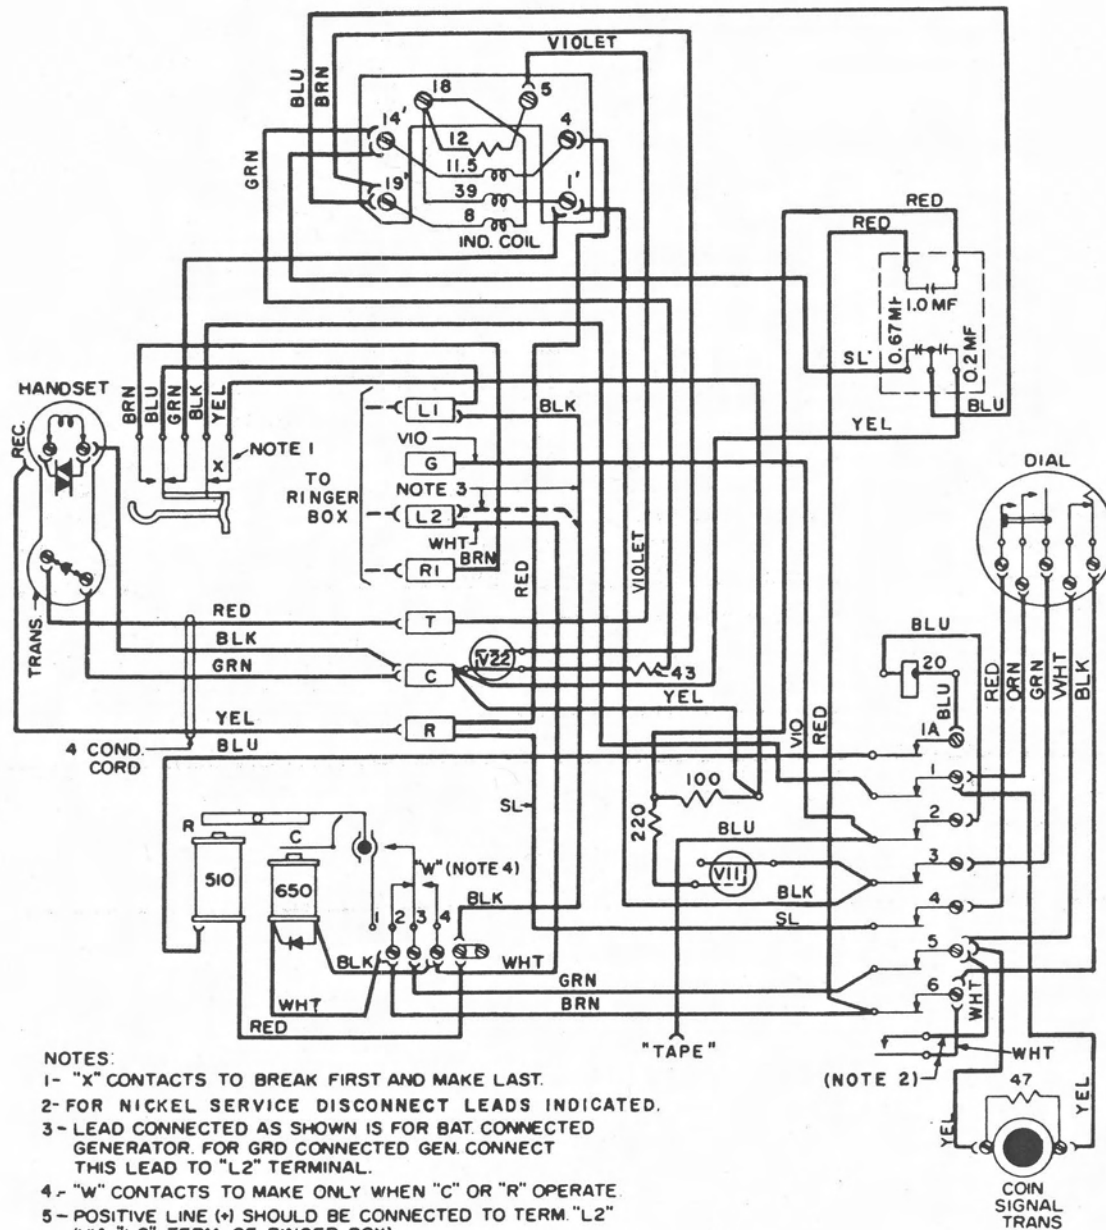 VIOLET
BLU
BRN
18
5
14'
12
4
GRN
11.5
19'
39
1'
8
IND. COIL
RED
RED
1.0 MF
0.67 MF
0.2 MF
SL
BLU
YEL
HANDSET
REC.
BRN
BLU
GRN
BLK
YEL
X
NOTE 1
L1
BLK
VIO
G
TO
RINGER
BOX
NOTE 3
L2
WHT
BRN
R1
RED
VIOLET
DIAL
TRANS.
RED
T
BLK
GRN
C
V22
43
YEL
YEL
R
BLU
4 COND.
CORD
BLU
20
BLU
RED
ORN
GRN
WHT
BLK
1A
VIO
RED
1
100
SL
220
BLU
2
R
C
510
650
"W" (NOTE 4)
V11
3
BLK
BLK
4
SL
1
2
3
4
5
BLK
WHT
GRN
WHT
BRN
6
WHT
RED
"TAPE"
WHT
(NOTE 2)
47
YEL
YEL
COIN
SIGNAL
TRANS
NOTES:
1- "X" CONTACTS TO BREAK FIRST AND MAKE LAST.
2- FOR NICKEL SERVICE DISCONNECT LEADS INDICATED.
3- LEAD CONNECTED AS SHOWN IS FOR BAT. CONNECTED
GENERATOR. FOR GRD CONNECTED GEN. CONNECT
THIS LEAD TO "L2" TERMINAL.
4- "W" CONTACTS TO MAKE ONLY WHEN "C" OR "R" OPERATE.
5- POSITIVE LINE (+) SHOULD BE CONNECTED TO TERM. "L2"